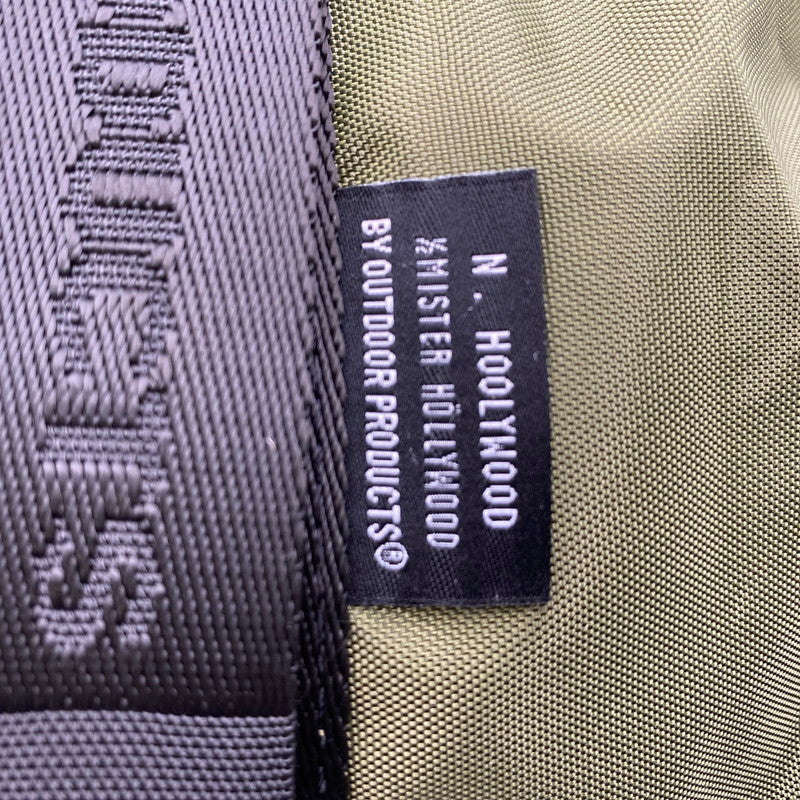 N. HOOLYWOOD
×MISTER HÖLLYWOOD
BY OUTDOOR PRODUCTS®